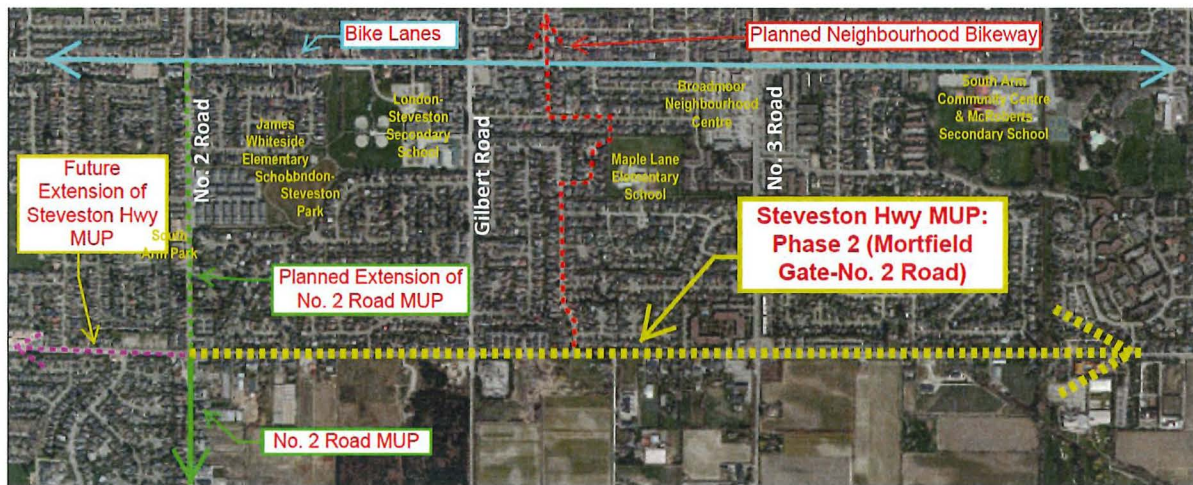 Bike Lanes
Planned Neighbourhood Bikeway
No. 2 Road
James
Whiteside
Elementary
Schobndon-
Steveston
Park
London-
Steveston
Secondary
School
Gilbert Road
Broadmoor
Neighbourhood
Centre
Maple Lane
Elementary
School
No. 3 Road
South Arm
Community Centre
& McRoberts
Secondary School
Future
Extension of
Steveston Hwy
MUP
South
Arm Park
Planned Extension of
No. 2 Road MUP
Steveston Hwy MUP:
Phase 2 (Mortfield
Gate-No. 2 Road)
No. 2 Road MUP